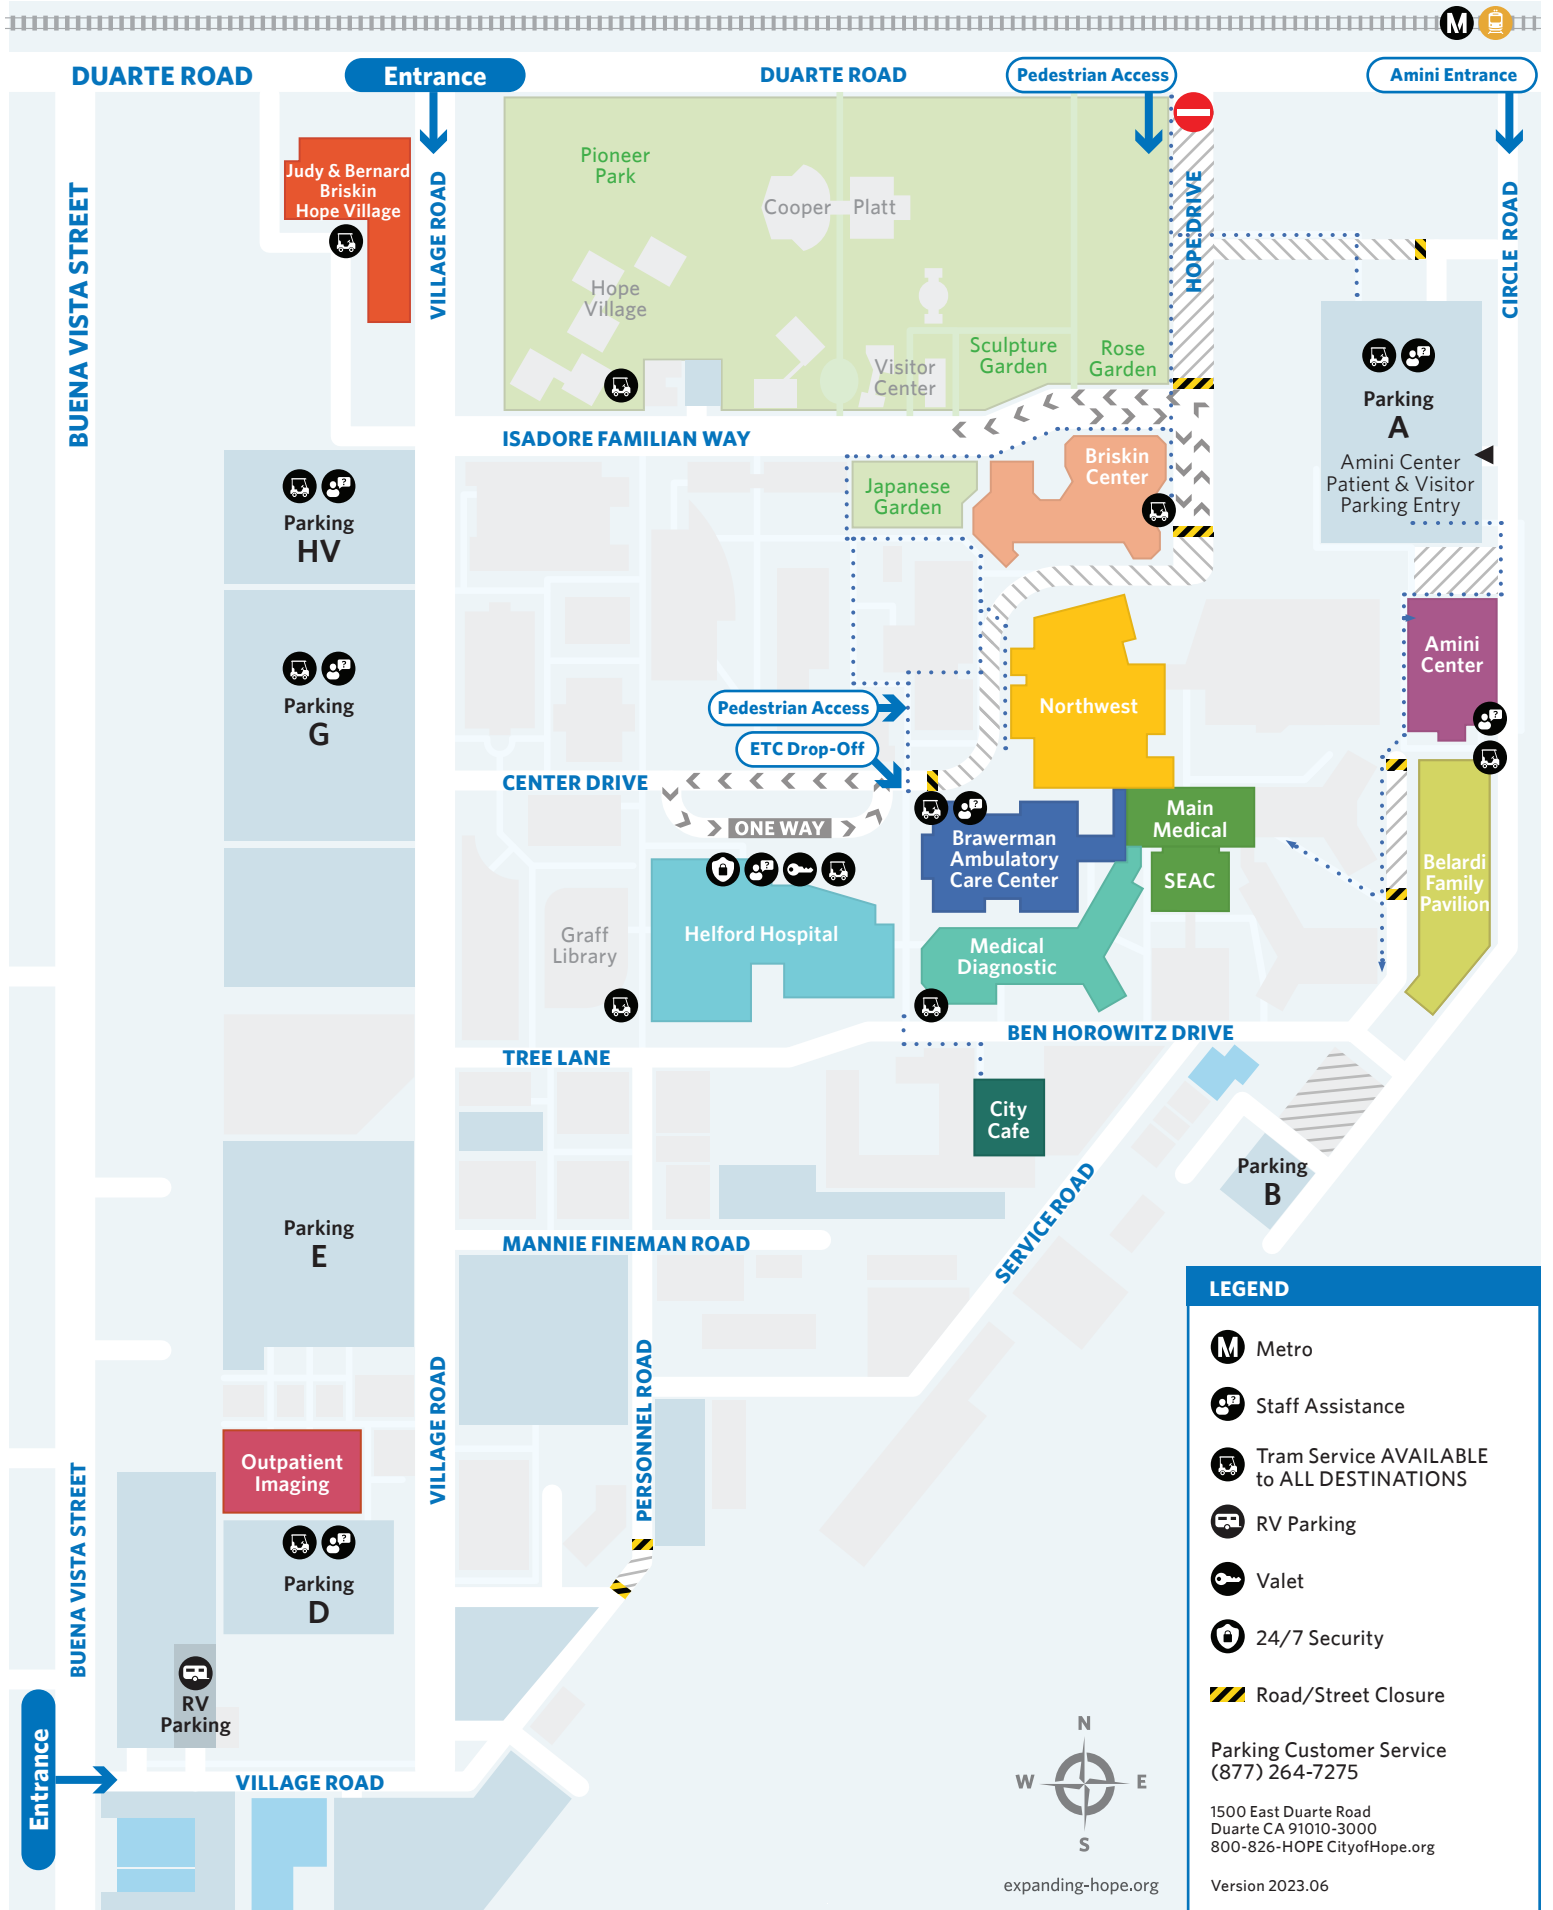 M
DUARTE ROAD
Entrance
DUARTE ROAD
Pedestrian Access
Amini Entrance
Judy & Bernard
Briskin
Hope Village
VILLAGE ROAD
BUENA VISTA STREET
Pioneer
Park
Cooper
Platt
Hope
Village
Visitor
Center
Sculpture
Garden
Rose
Garden
HOPE DRIVE
CIRCLE ROAD
Parking
A
Amini Center
Patient & Visitor
Parking Entry
ISADORE FAMILIAN WAY
Briskin
Center
Japanese
Garden
Parking
HV
Parking
G
Amini
Center
Northwest
Pedestrian Access
ETC Drop-Off
CENTER DRIVE
ONE WAY
Main
Medical
Brawerman
Ambulatory
Care Center
SEAC
Belardi
Family
Pavilion
Graff
Library
Helford Hospital
Medical
Diagnostic
BEN HOROWITZ DRIVE
TREE LANE
City
Cafe
Parking
B
Parking
E
SERVICE ROAD
MANNIE FINEMAN ROAD
VILLAGE ROAD
PERSONNEL ROAD
Outpatient
Imaging
BUENA VISTA STREET
Parking
D
RV
Parking
Entrance
VILLAGE ROAD
N
W
E
S
expanding-hope.org
LEGEND
M
Metro
Staff Assistance
Tram Service AVAILABLE
to ALL DESTINATIONS
RV Parking
Valet
24/7 Security
Road/Street Closure
Parking Customer Service
(877) 264-7275
1500 East Duarte Road
Duarte CA 91010-3000
800-826-HOPE CityofHope.org
Version 2023.06